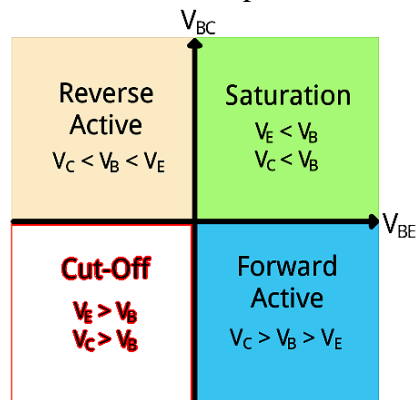 V_BC
Reverse
Active
V_C < V_B < V_E
Saturation
V_E < V_B
V_C < V_B
V_BE
Cut-Off
V_E > V_B
V_C > V_B
Forward
Active
V_C > V_B > V_E